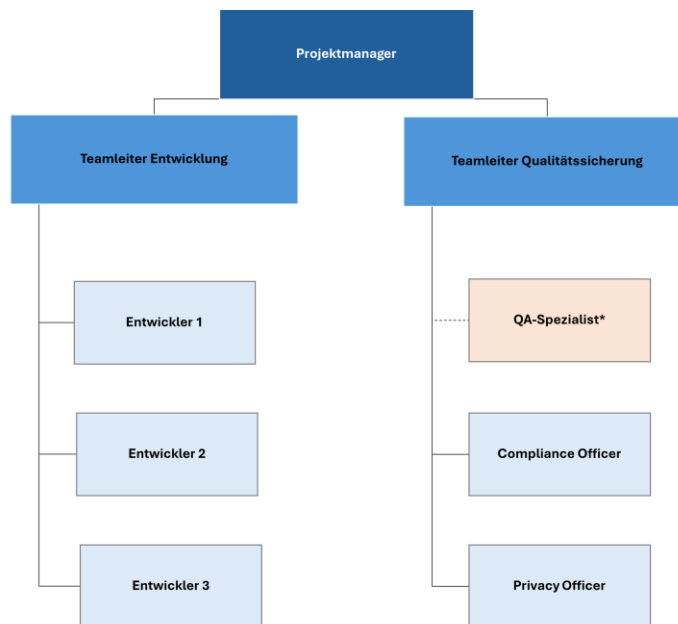 Projektmanager
Teamleiter Entwicklung
Teamleiter Qualitätssicherung
Entwickler 1
QA-Spezialist*
Entwickler 2
Compliance Officer
Entwickler 3
Privacy Officer